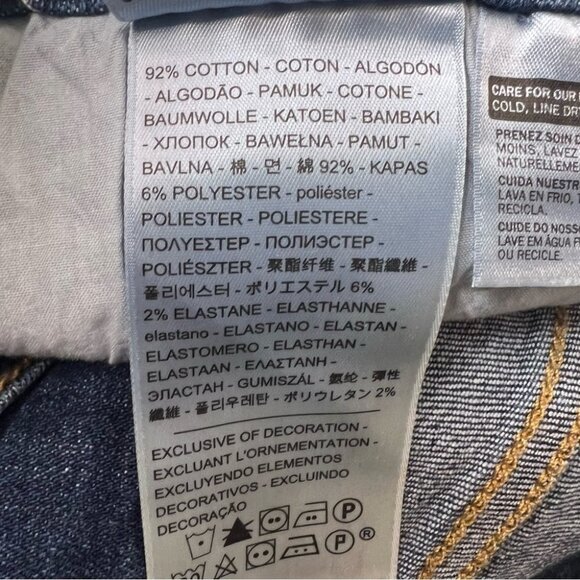 92% COTTON - COTON - ALGODÓN
- ALGODÃO - PAMUK - COTONE -
BAUMWOLLE - KATOEN - BAMBAKI
- ХЛОПОК - BAWEŁNA - PAMUT -
BAVLNA - 棉 - 면 - 綿 92% - KAPAS
6% POLYESTER - poliéster -
POLIESTER - POLIESTERE -
ΠΟΛΥΕΣΤΕΡ - ПОЛИЭСТЕР -
POLIÉSZTER - 聚酯纤维 - 聚酯纖維 -
폴리에스터 - ポリエステル 6%
2% ELASTANE - ELASTHANNE -
elastano - ELASTANO - ELASTAN -
ELASTOMERO - ELASTHAN -
ELASTAAN - ΕΛΑΣΤΑΝΗ -
ЭЛАСТАН - GUMISZÁL - 氨纶 - 彈性
纖維 - 폴리우레탄 - ポリウレタン 2%
EXCLUSIVE OF DECORATION -
EXCLUANT L'ORNEMENTATION -
EXCLUYENDO ELEMENTOS
DECORATIVOS - EXCLUINDO
DECORAÇÃO
P
P ®
CARE FOR OUR
COLD, LINE
PRENEZ SOIN
MOINS, LAVEZ
NATURELLEME
CUIDA NUESTR
LAVA EN FRIO,
RECICLA.
CUIDE DO NOSS
LAVE EM ÁGUA F
OU RECICLE.